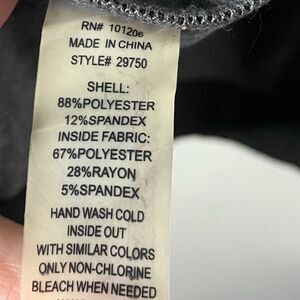 RN# 101206
MADE IN CHINA
STYLE# 29750
SHELL:
88%POLYESTER
12%SPANDEX
INSIDE FABRIC:
67%POLYESTER
28%RAYON
5%SPANDEX
HAND WASH COLD
INSIDE OUT
WITH SIMILAR COLORS
ONLY NON-CHLORINE
BLEACH WHEN NEEDED